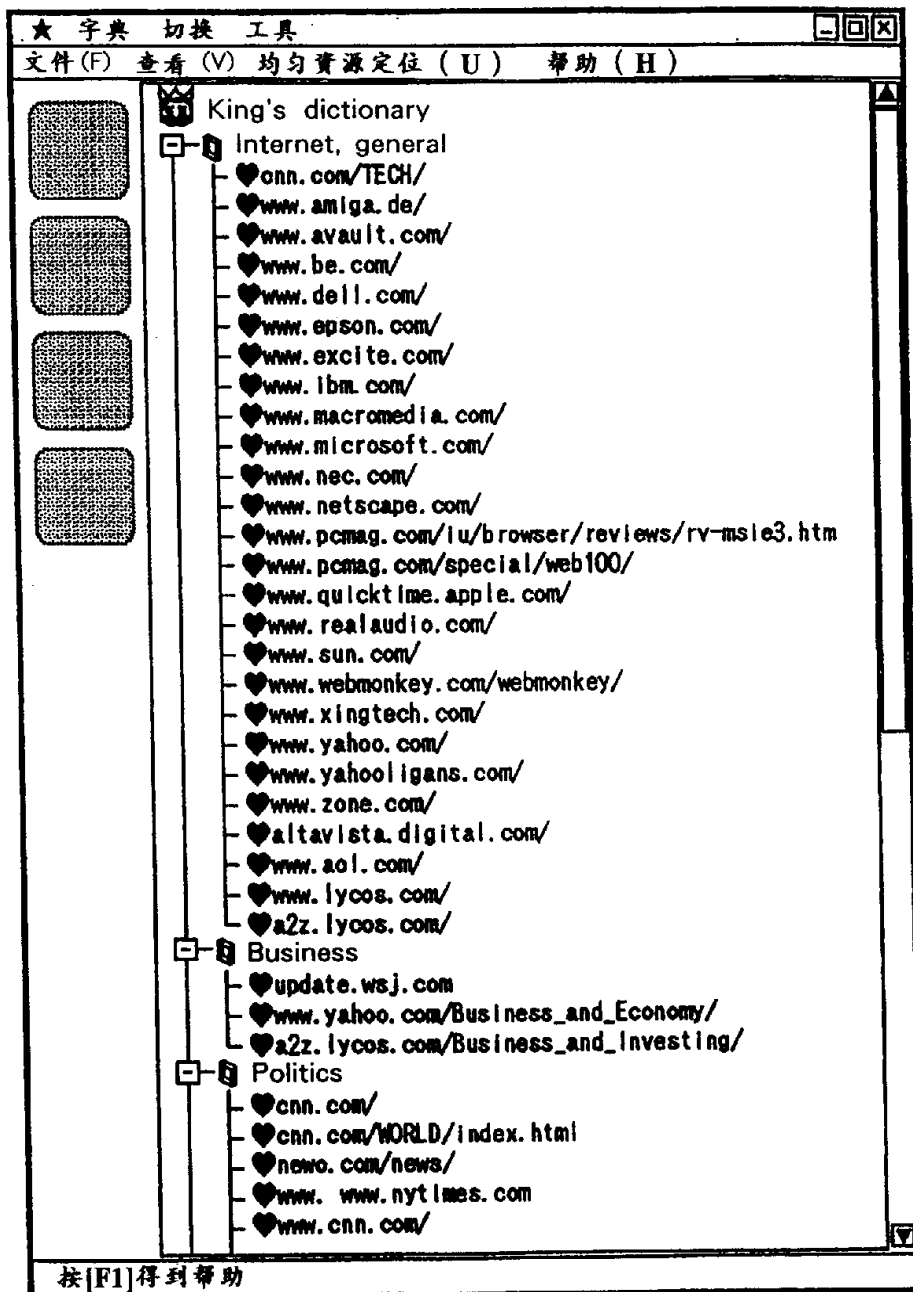 ★ 字典 切换 工具
文件(F) 查看 (V) 均匀資源定位 ( U ) 帮助 ( H )
King's dictionary
Internet, general
♥cnn.com/TECH/
♥www.amiga.de/
♥www.avault.com/
♥www.be.com/
♥www.dell.com/
♥www.epson.com/
♥www.excite.com/
♥www.ibm.com/
♥www.macromedia.com/
♥www.microsoft.com/
♥www.nec.com/
♥www.netscape.com/
♥www.pcmag.com/iu/browser/reviews/rv-msie3.htm
♥www.pcmag.com/special/web100/
♥www.quicktime.apple.com/
♥www.realaudio.com/
♥www.sun.com/
♥www.webmonkey.com/webmonkey/
♥www.xingtech.com/
♥www.yahoo.com/
♥www.yahooligans.com/
♥www.zone.com/
♥altavista.digital.com/
♥www.aol.com/
♥www.lycos.com/
♥a2z.lycos.com/
Business
♥update.wsj.com
♥www.yahoo.com/Business_and_Economy/
♥a2z.lycos.com/Business_and_Investing/
Politics
♥cnn.com/
♥cnn.com/WORLD/index.html
♥newo.com/news/
♥www. www.nytimes.com
♥www.cnn.com/
按[F1]得到帮助